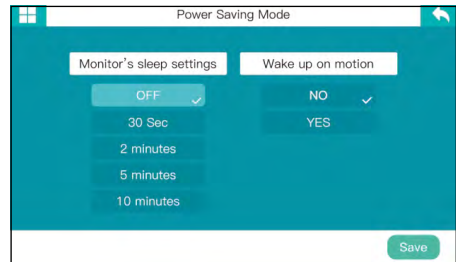 Power Saving Mode
Monitor's sleep settings
Wake up on motion
OFF
NO
30 Sec
YES
2 minutes
5 minutes
10 minutes
Save